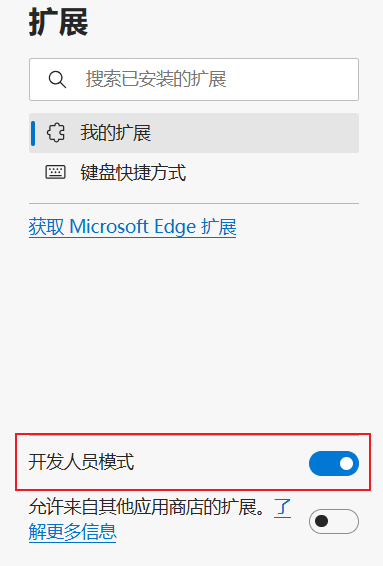 扩展
搜索已安装的扩展
我的扩展
键盘快捷方式
获取 Microsoft Edge 扩展
开发人员模式
允许来自其他应用商店的扩展。了
解更多信息